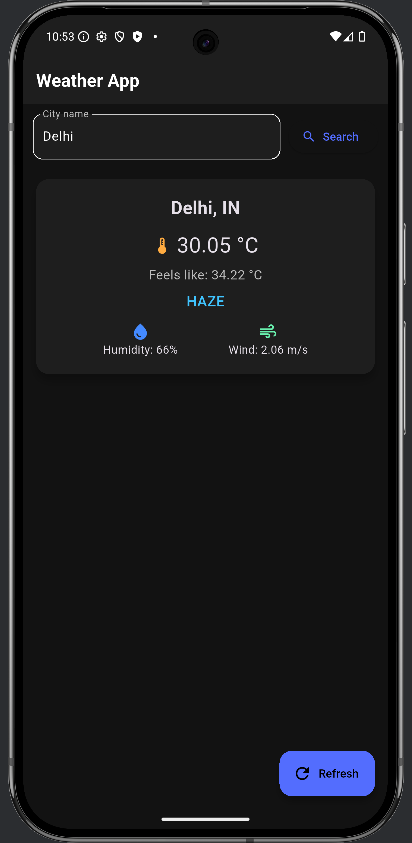 10:53
Weather App
City name
Delhi
Search
Delhi, IN
30.05 °C
Feels like: 34.22 °C
HAZE
Humidity: 66%
Wind: 2.06 m/s
Refresh